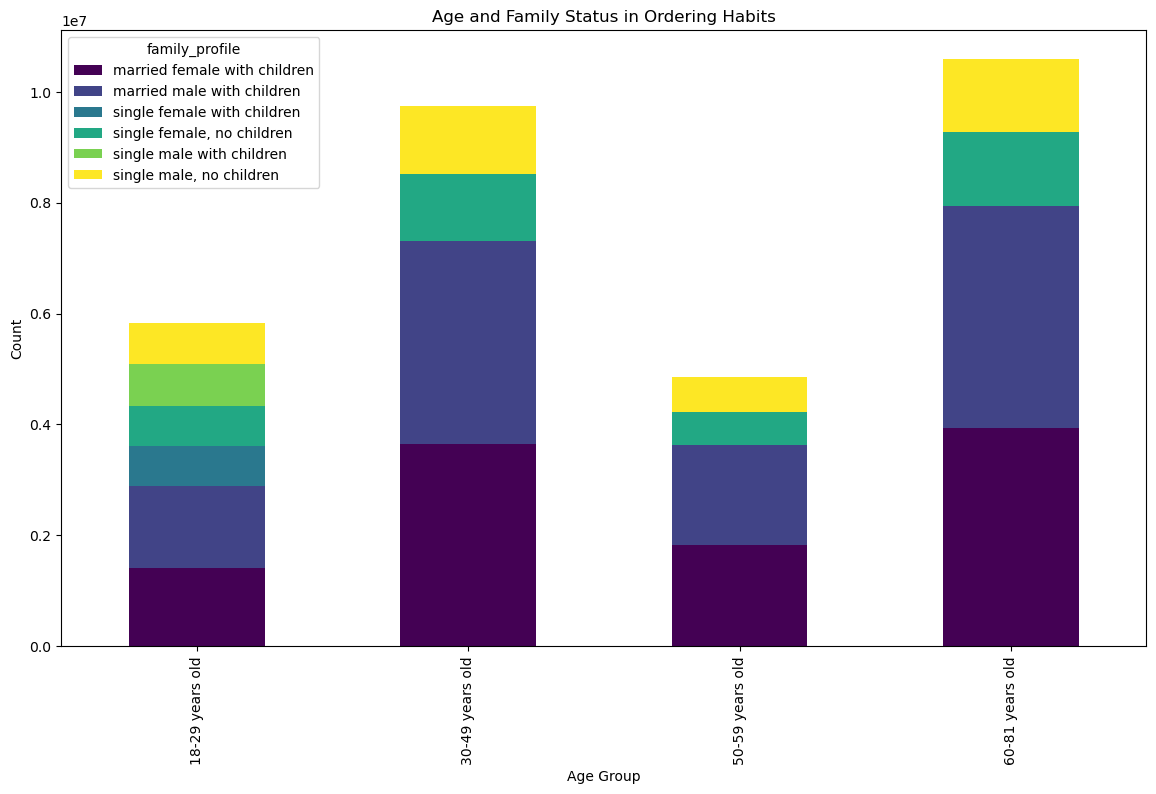 Age and Family Status in Ordering Habits
1e7
family_profile
married female with children
married male with children
single female with children
single female, no children
single male with children
single male, no children
1.0
0.8
0.6
0.4
0.2
0.0
Count
18-29 years old
30-49 years old
50-59 years old
60-81 years old
Age Group